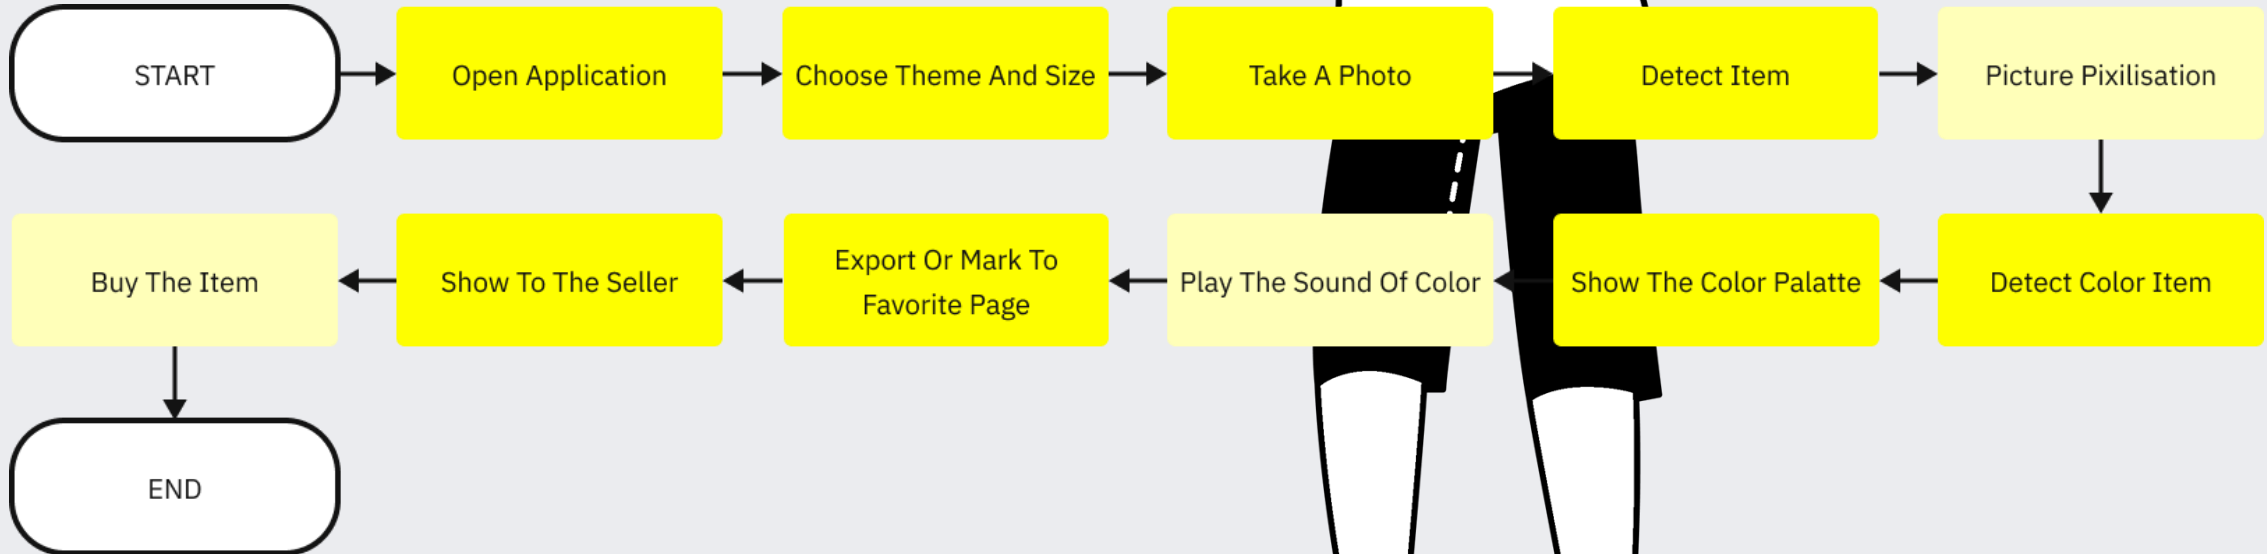 START
Open Application
Choose Theme And Size
Take A Photo
Detect Item
Picture Pixilisation
Buy The Item
Show To The Seller
Export Or Mark To
Favorite Page
Play The Sound Of Color
Show The Color Palatte
Detect Color Item
END